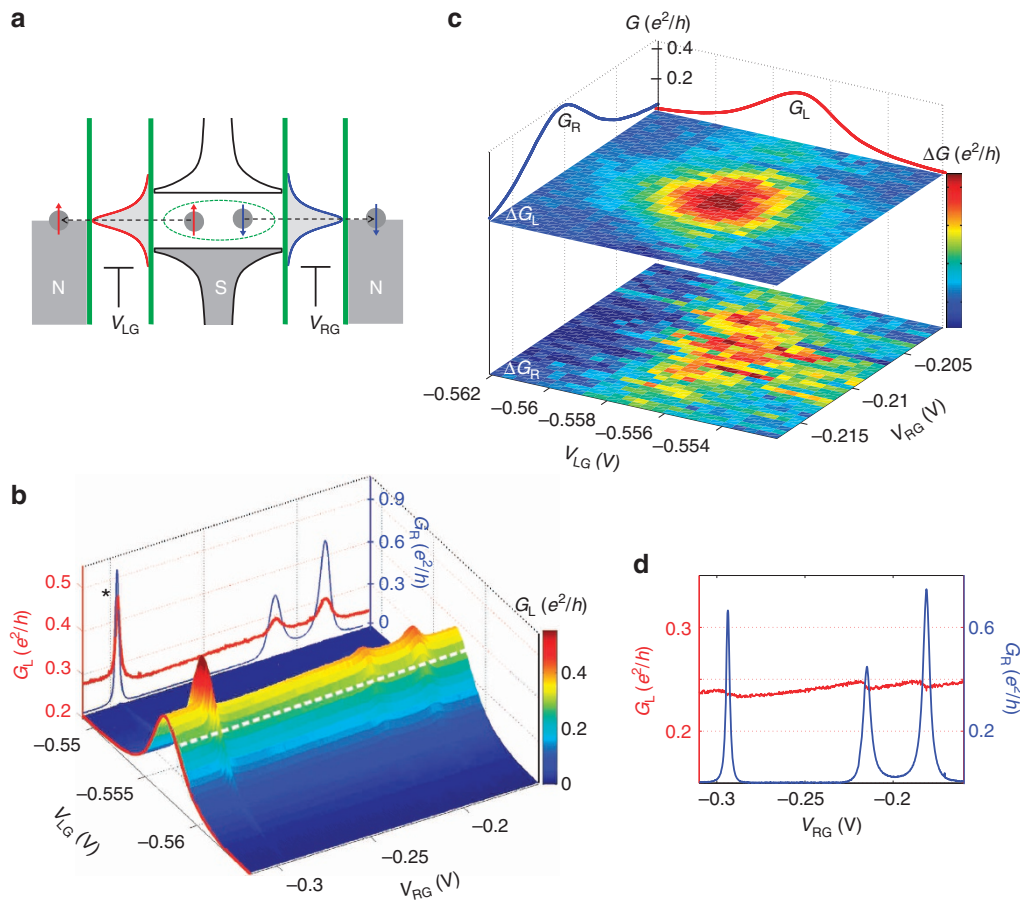 a
N
S
N
V_LG
V_RG
b
G_L (e²/h)
0.5
0.4
0.3
0.2
*
0.9
0.6
0.3
0
G_R (e²/h)
G_L (e²/h)
0.4
0.2
0
−0.55
−0.555
−0.56
V_LG (V)
−0.3
−0.25
−0.2
V_RG (V)
c
G (e²/h)
0.4
0.2
G_R
G_L
ΔG (e²/h)
ΔG_L
ΔG_R
−0.562
−0.56
−0.558
−0.556
−0.554
V_LG (V)
−0.215
−0.21
−0.205
V_RG (V)
d
G_L (e²/h)
0.3
0.2
0.6
0.2
G_R (e²/h)
−0.3
−0.25
−0.2
V_RG (V)